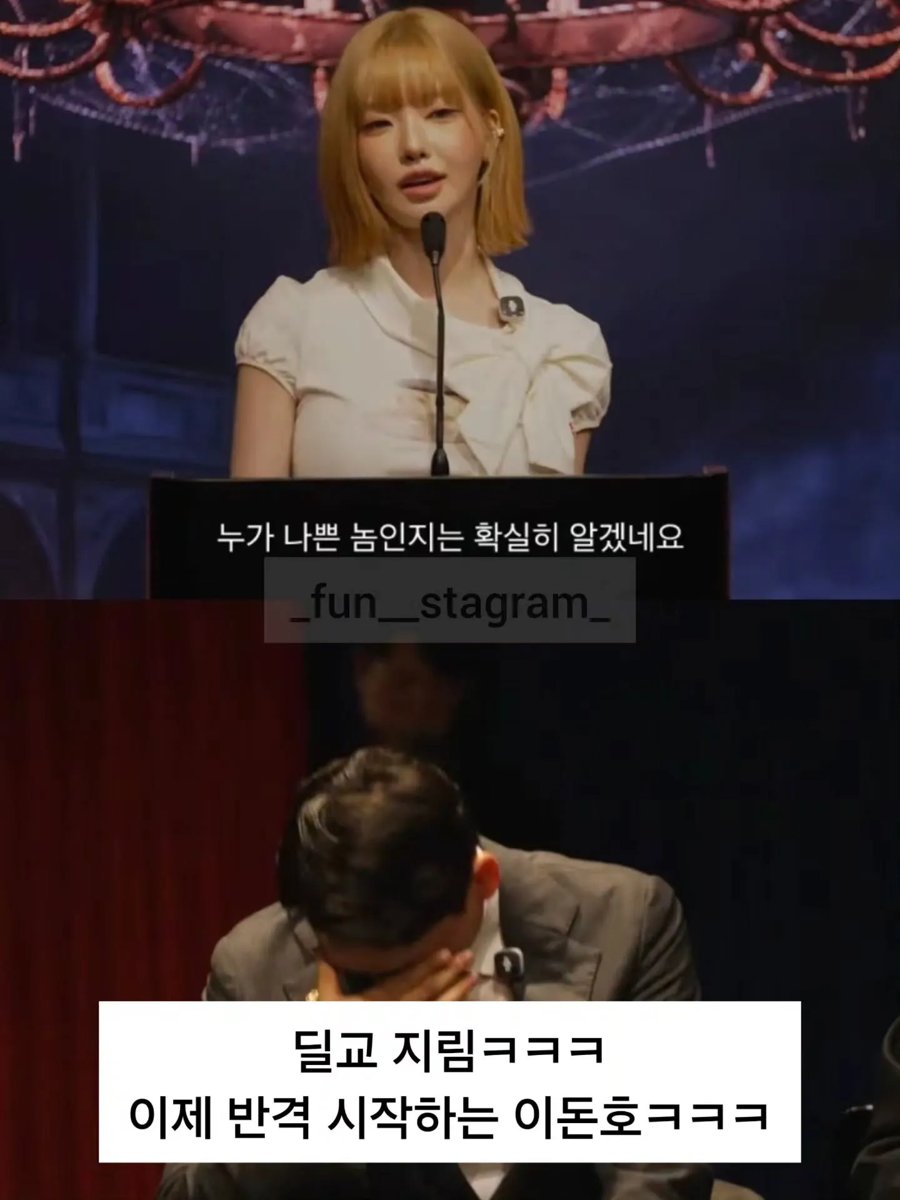 누가 나쁜 놈인지는 확실히 알겠네요
_fun__stagram_
딜교 지림ㅋㅋㅋ
이제 반격 시작하는 이돈호ㅋㅋㅋ